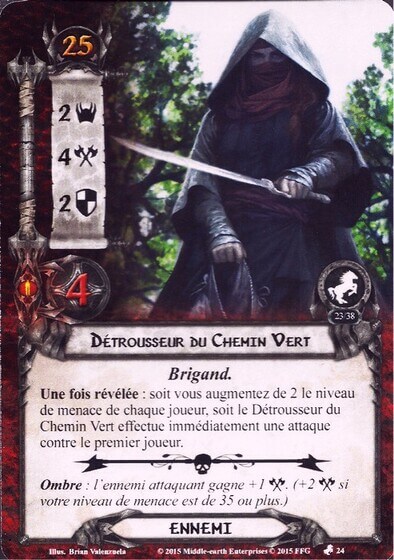 25
2
4
2
4
23/38
Détrousseur du Chemin Vert
Brigand.
Une fois révélée : soit vous augmentez de 2 le niveau
de menace de chaque joueur, soit le Détrousseur du
Chemin Vert effectue immédiatement une attaque
contre le premier joueur.
Ombre : l'ennemi attaquant gagne +1 . (+2 si
votre niveau de menace est de 35 ou plus.)
ENNEMI
Illus. Brian Valenzuela © 2015 Middle-earth Enterprises © 2015 FFG 24